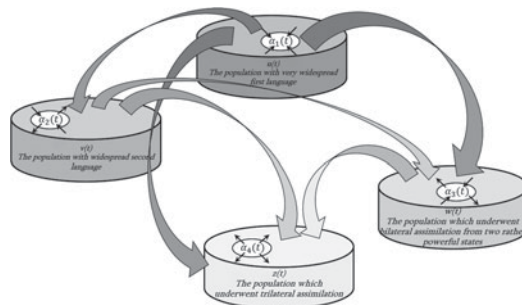 α₁(t)
u(t)
The population with very widespread
first language
α₂(t)
v(t)
The population with widespread second
language
α₃(t)
w(t)
The population which underwent
bilateral assimilation from two rather
powerful states
α₄(t)
z(t)
The population which
underwent trilateral assimilation